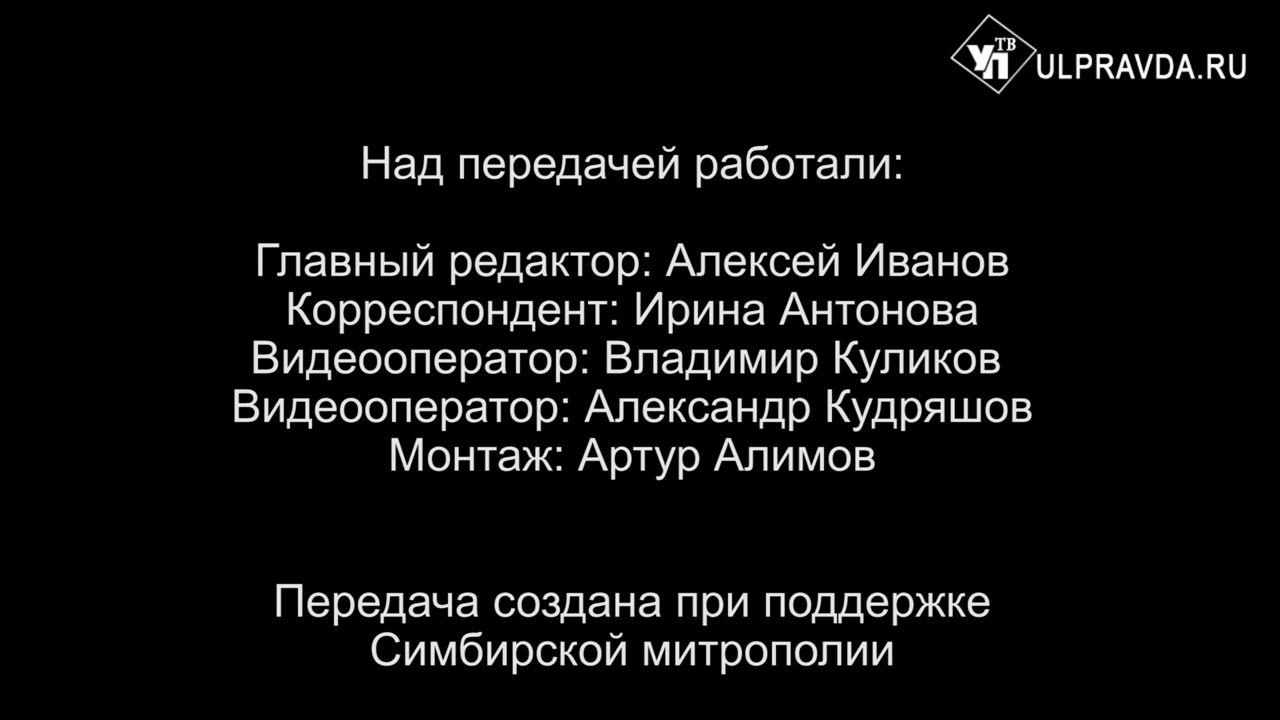 ТВ
УП
ULPRAVDA.RU
Над передачей работали:
Главный редактор: Алексей Иванов
Корреспондент: Ирина Антонова
Видеооператор: Владимир Куликов
Видеооператор: Александр Кудряшов
Монтаж: Артур Алимов
Передача создана при поддержке
Симбирской митрополии